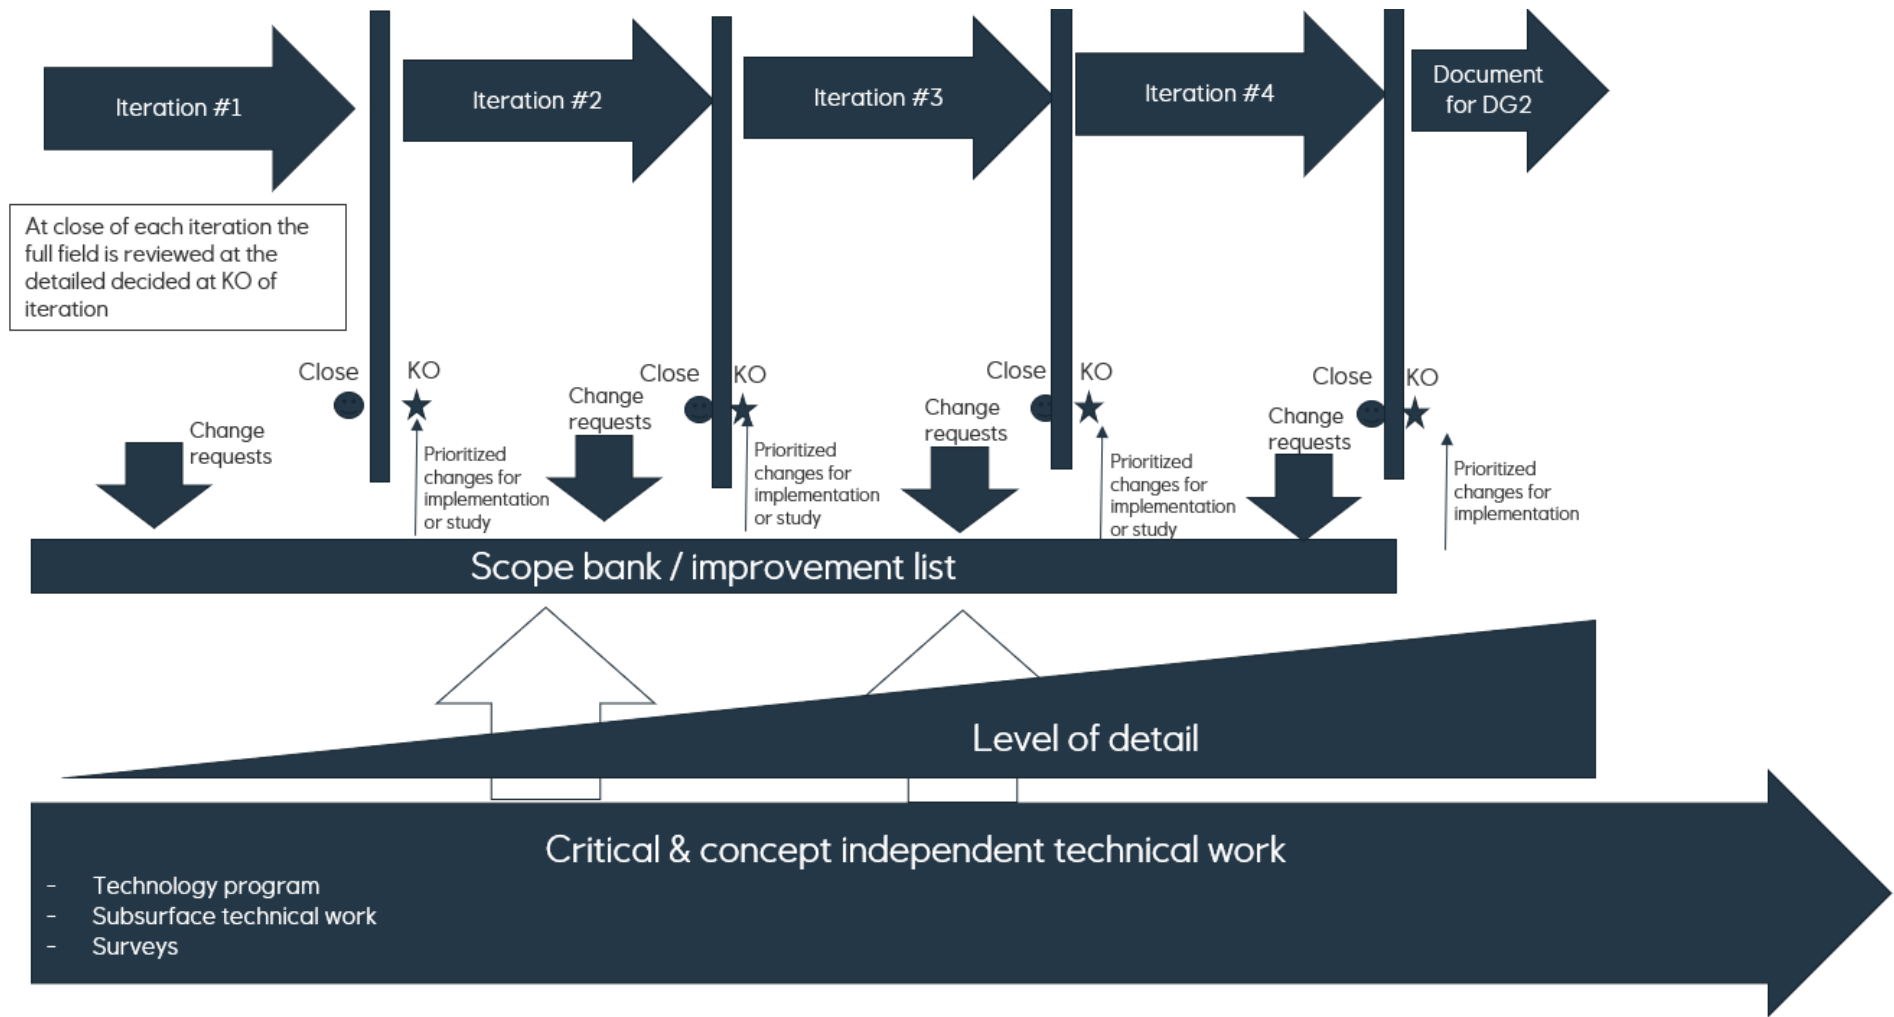 Iteration #1
Iteration #2
Iteration #3
Iteration #4
Document
for DG2
At close of each iteration the
full field is reviewed at the
detailed decided at KO of
iteration
Close
KO
Close
KO
Close
KO
Close
KO
Change
requests
Prioritized
changes for
implementation
or study
Change
requests
Prioritized
changes for
implementation
or study
Change
requests
Prioritized
changes for
implementation
or study
Change
requests
Prioritized
changes for
implementation
Scope bank / improvement list
Level of detail
Critical & concept independent technical work
- Technology program
- Subsurface technical work
- Surveys